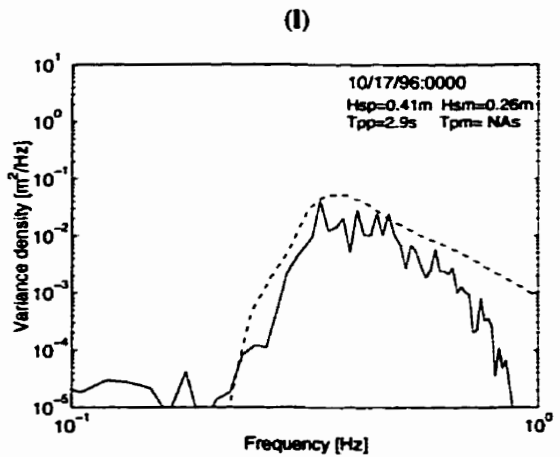 (l)
10/17/96:0000
Hsp=0.41m Hsm=0.26m
Tpp=2.9s Tpm= NAs
Variance density [m²/Hz]
10¹
10⁰
10⁻¹
10⁻²
10⁻³
10⁻⁴
10⁻⁵
10⁻¹
10⁰
Frequency [Hz]